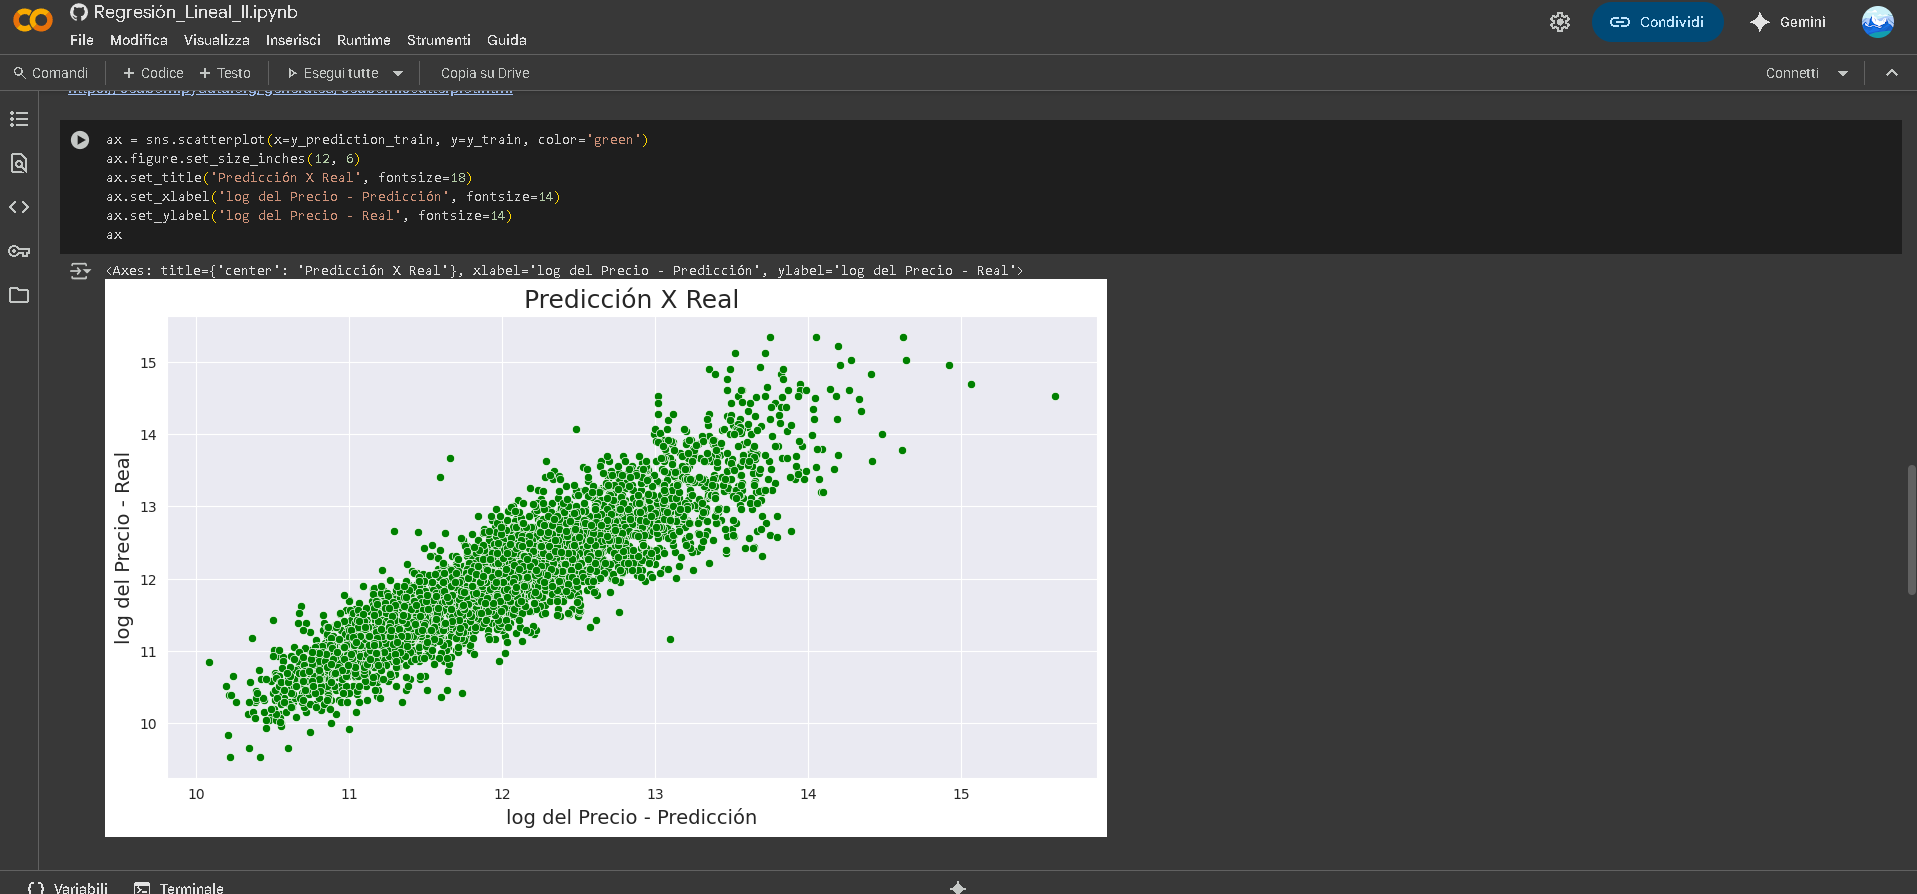 Regresión_Lineal_II.ipynb
Condividi
Gemini
File Modifica Visualizza Inserisci Runtime Strumenti Guida
Comandi + Codice + Testo Esegui tutte Copia su Drive Connetti
ax = sns.scatterplot(x=y_prediction_train, y=y_train, color='green')
ax.figure.set_size_inches(12, 6)
ax.set_title('Predicción X Real', fontsize=18)
ax.set_xlabel('log del Precio - Predicción', fontsize=14)
ax.set_ylabel('log del Precio - Real', fontsize=14)
ax
<Axes: title={'center': 'Predicción X Real'}, xlabel='log del Precio - Predicción', ylabel='log del Precio - Real'>
Predicción X Real
log del Precio - Real
15
14
13
12
11
10
10 11 12 13 14 15
log del Precio - Predicción
Variabili Terminale